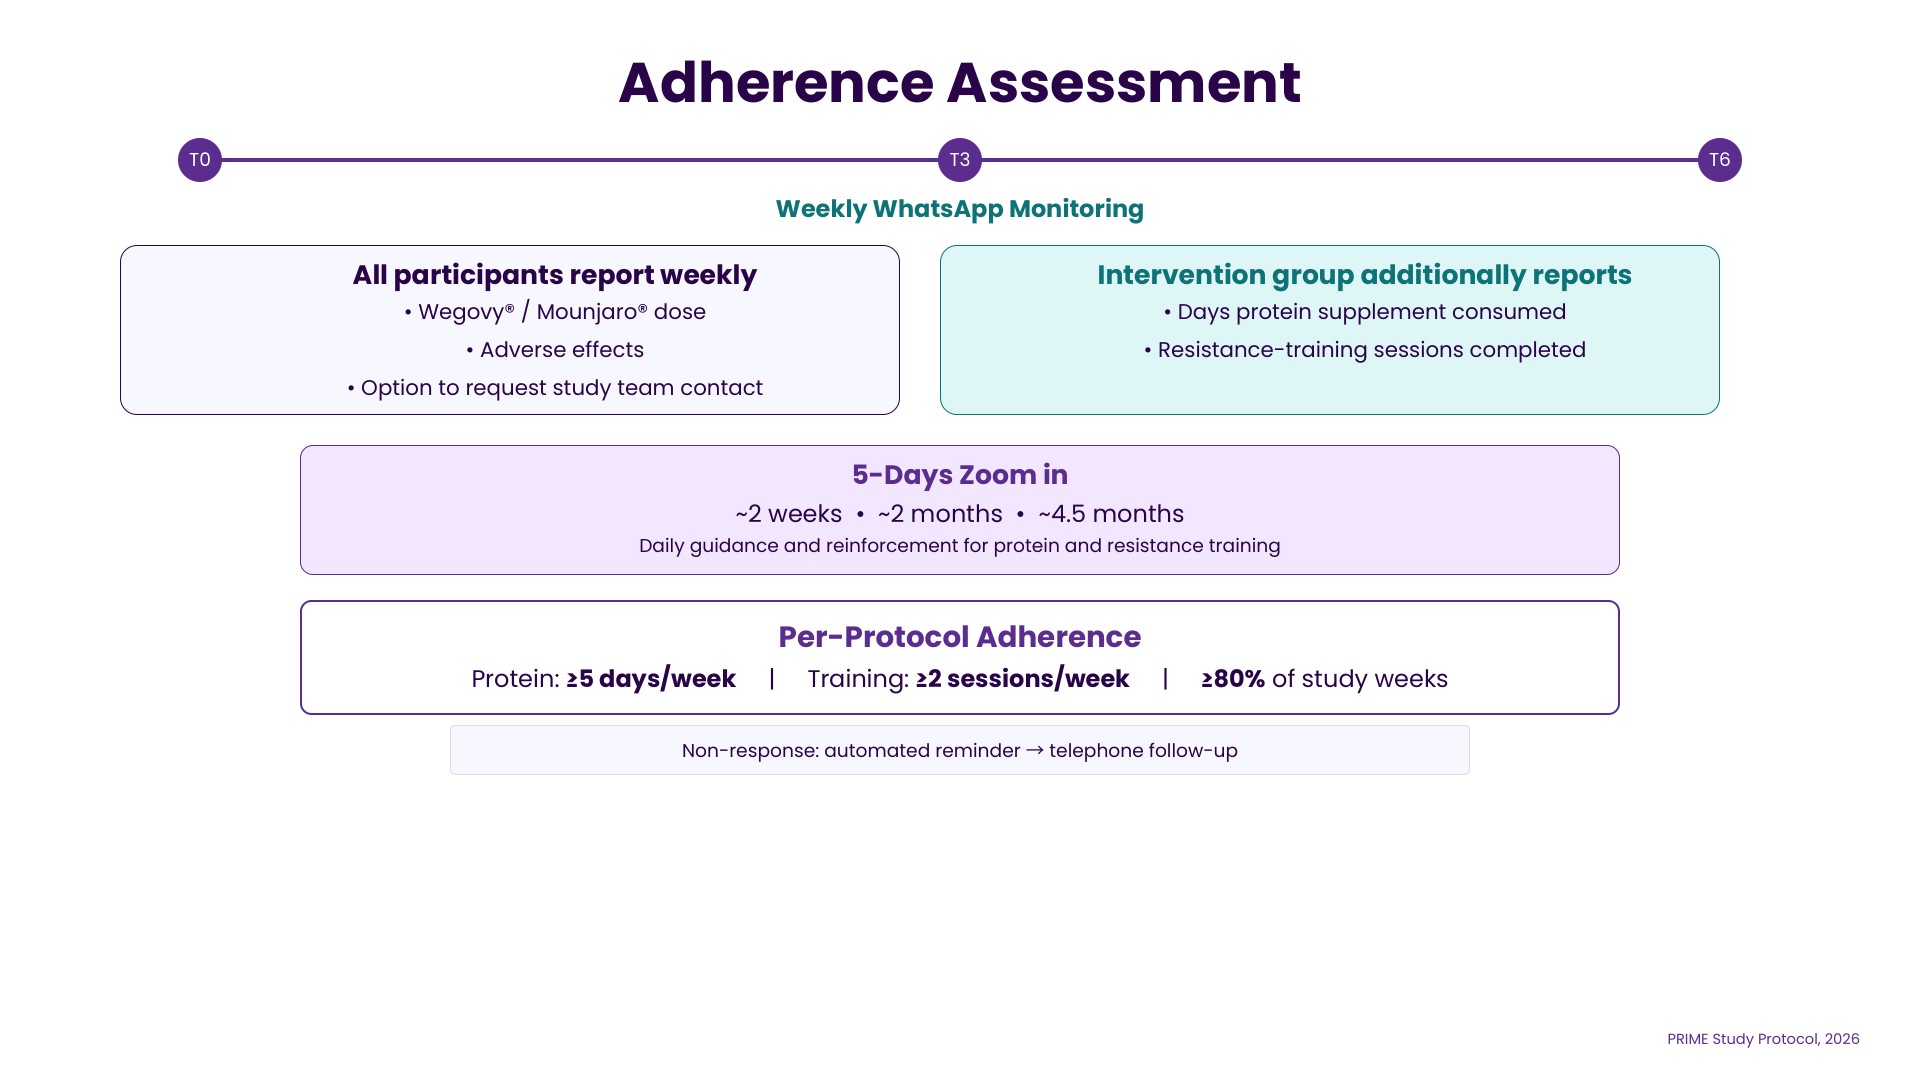 Adherence Assessment
T0 T3 T6
Weekly WhatsApp Monitoring
All participants report weekly
• Wegovy® / Mounjaro® dose
• Adverse effects
• Option to request study team contact
Intervention group additionally reports
• Days protein supplement consumed
• Resistance-training sessions completed
5-Days Zoom in
~2 weeks • ~2 months • ~4.5 months
Daily guidance and reinforcement for protein and resistance training
Per-Protocol Adherence
Protein: ≥5 days/week | Training: ≥2 sessions/week | ≥80% of study weeks
Non-response: automated reminder → telephone follow-up
PRIME Study Protocol, 2026